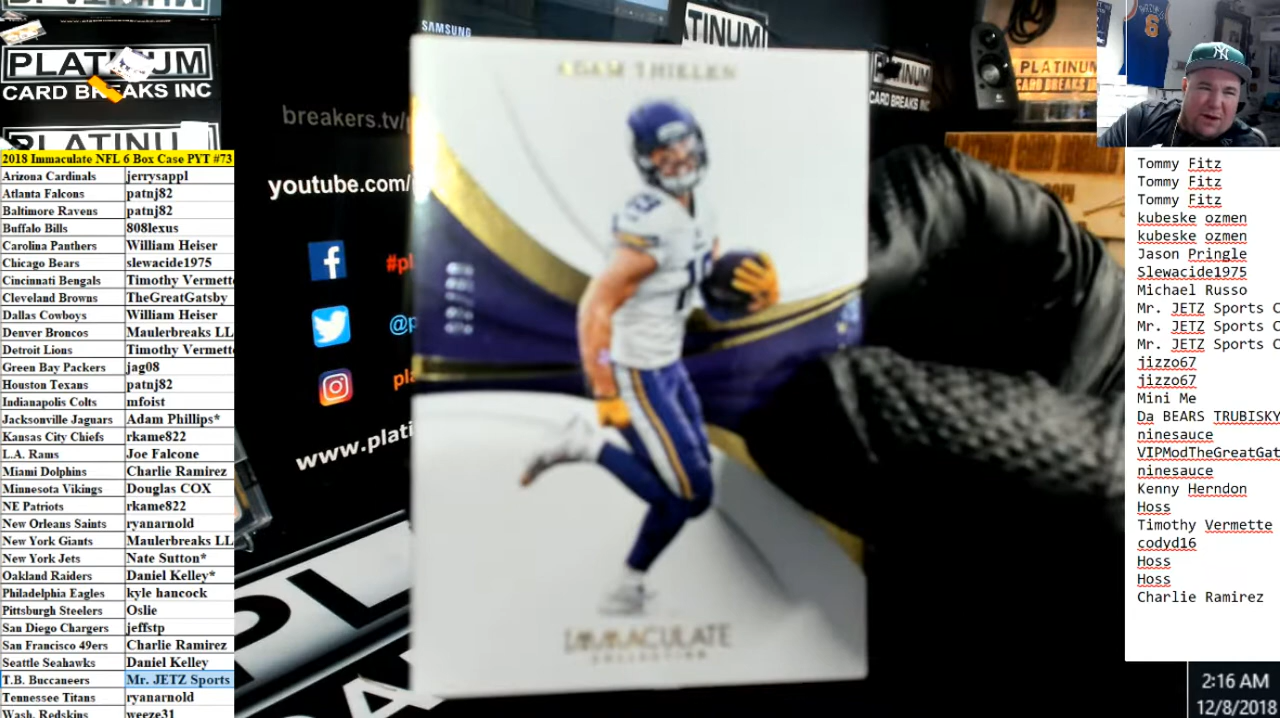 PLATINUM
CARD BREAKS INC
PLATINU
2018 Immaculate NFL 6 Box Case PYT #73
Arizona Cardinals jerrysappl
Atlanta Falcons patnj82
Baltimore Ravens patnj82
Buffalo Bills 808lexus
Carolina Panthers William Heiser
Chicago Bears slewacide1975
Cincinnati Bengals Timothy Vermett
Cleveland Browns TheGreatGatsby
Dallas Cowboys William Heiser
Denver Broncos Maulerbreaks LL
Detroit Lions Timothy Vermett
Green Bay Packers jag08
Houston Texans patnj82
Indianapolis Colts mfoist
Jacksonville Jaguars Adam Phillips*
Kansas City Chiefs rkame822
L.A. Rams Joe Falcone
Miami Dolphins Charlie Ramirez
Minnesota Vikings Douglas COX
NE Patriots rkame822
New Orleans Saints ryanarnold
New York Giants Maulerbreaks LL
New York Jets Nate Sutton*
Oakland Raiders Daniel Kelley*
Philadelphia Eagles kyle hancock
Pittsburgh Steelers Oslie
San Diego Chargers jeffstp
San Francisco 49ers Charlie Ramirez
Seattle Seahawks Daniel Kelley
T.B. Buccaneers Mr. JETZ Sports
Tennessee Titans ryanarnold
Wash. Redskins weeze31
SAMSUNG
breakers.tv/
youtube.com/
#pl
@p
pla
www.plati
ADAM THIELEN
19
IMMACULATE
COLLECTION
ATINUM
PLATINUM
CARD BREAKS INC
PLATINUM
CARD BREAKS
6
Tommy Fitz
Tommy Fitz
Tommy Fitz
kubeske ozmen
kubeske ozmen
Jason Pringle
Slewacide1975
Michael Russo
Mr. JETZ Sports C
Mr. JETZ Sports C
Mr. JETZ Sports C
jizzo67
jizzo67
Mini Me
Da BEARS TRUBISKY
ninesauce
VIPModTheGreatGat
ninesauce
Kenny Herndon
Hoss
Timothy Vermette
codyd16
Hoss
Hoss
Charlie Ramirez
2:16 AM
12/8/2018